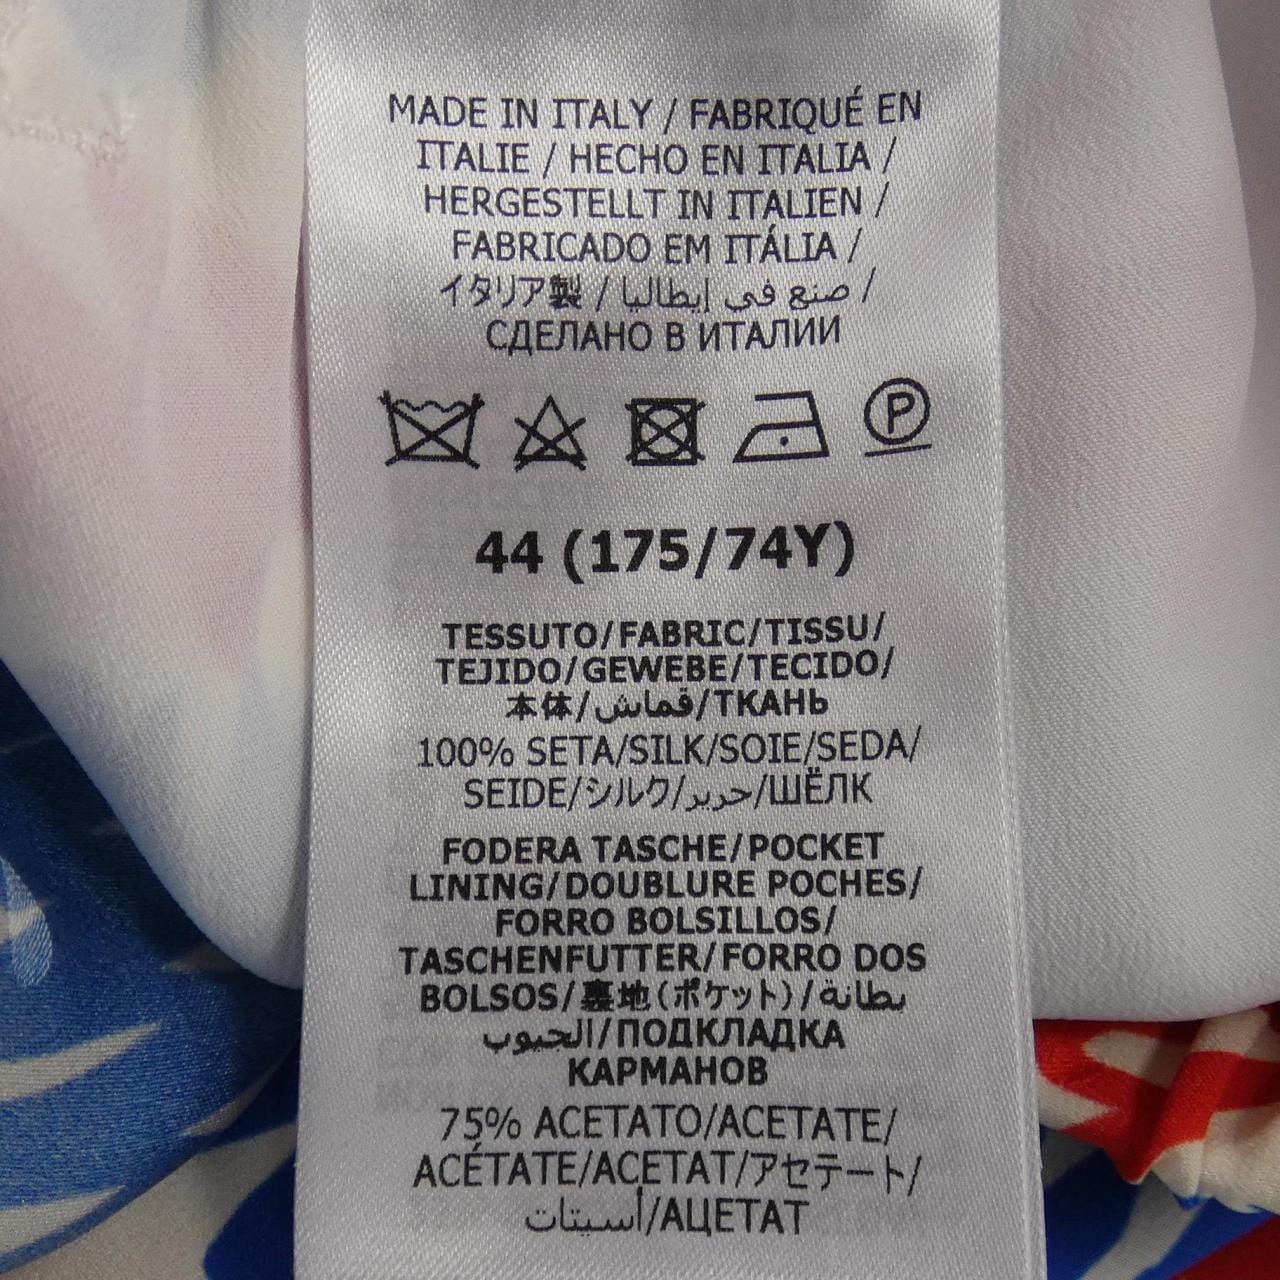 MADE IN ITALY / FABRIQUÉ EN
ITALIE / HECHO EN ITALIA /
HERGESTELLT IN ITALIEN /
FABRICADO EM ITÁLIA /
イタリア製 / صنع في إيطاليا /
СДЕЛАНО В ИТАЛИИ
P
44 (175/74Y)
TESSUTO/FABRIC/TISSU/
TEJIDO/GEWEBE/TECIDO/
本体/قماش/ТКАНЬ
100% SETA/SILK/SOIE/SEDA/
SEIDE/シルク/حرير/ШЁЛК
FODERA TASCHE/POCKET
LINING/DOUBLURE POCHES/
FORRO BOLSILLOS/
TASCHENFUTTER/FORRO DOS
BOLSOS/裏地(ポケット)/بطانة
الجيوب/ПОДКЛАДКА
КАРМАНОВ
75% ACETATO/ACETATE/
ACÉTATE/ACETAT/アセテート/
أسيتات/АЦЕТАТ